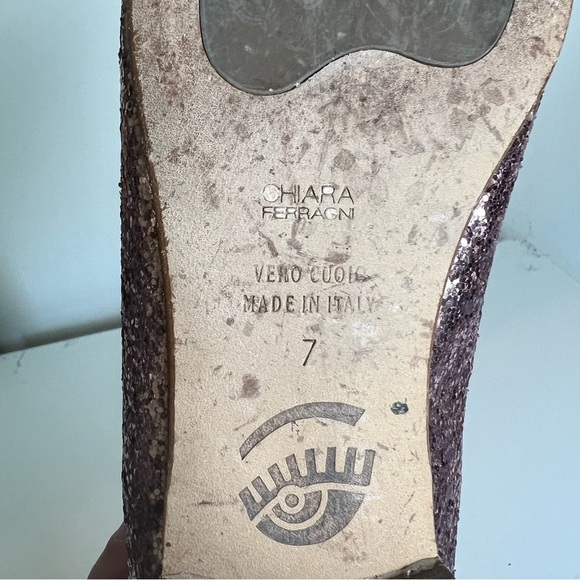 CHIARA
FERRAGNI
VERO CUOIO
MADE IN ITALY
7